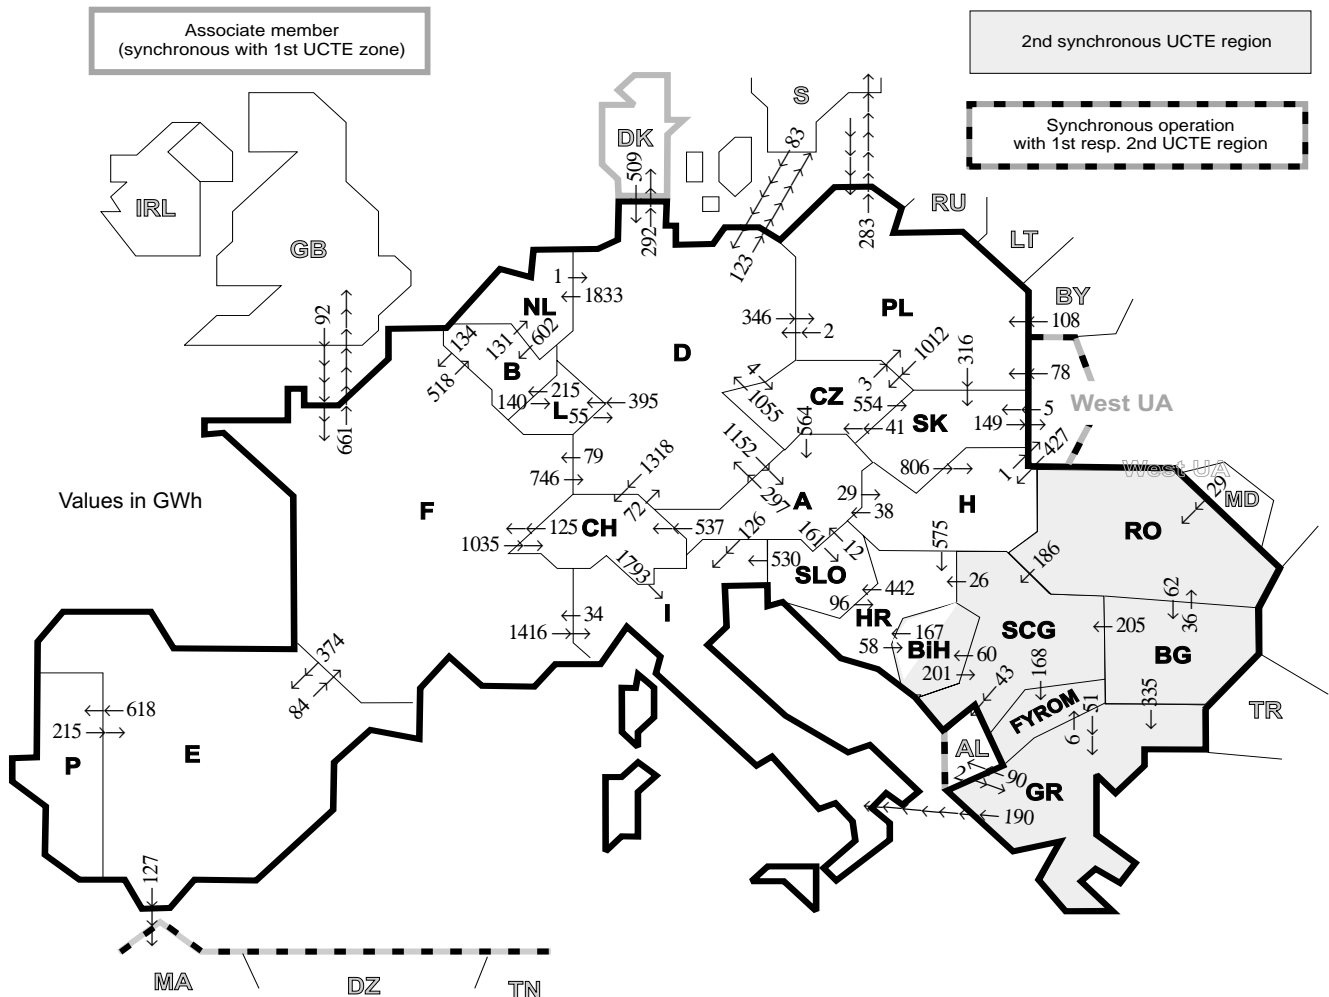 Associate member
(synchronous with 1st UCTE zone)
2nd synchronous UCTE region
Synchronous operation
with 1st resp. 2nd UCTE region
S
DK
83
509
IRL
GB
RU
LT
BY
292
123
283
1
1833
NL
92
134
131
602
346
2
PL
108
D
1012
316
78
518
B
4
3
West UA
140
215
L
55
395
1055
CZ
554
SK
149
5
661
564
41
427
79
1152
1318
746
806
1
West UA
29
MD
Values in GWh
F
72
297
A
29
38
H
RO
125
CH
537
126
161
12
575
1035
530
186
1793
SLO
26
62
442
96
36
34
I
HR
SCG
205
1416
167
58
BiH
60
BG
374
201
43
168
84
335
618
FYROM
51
TR
215
6
P
E
AL
2
90
GR
190
127
MA
DZ
TN